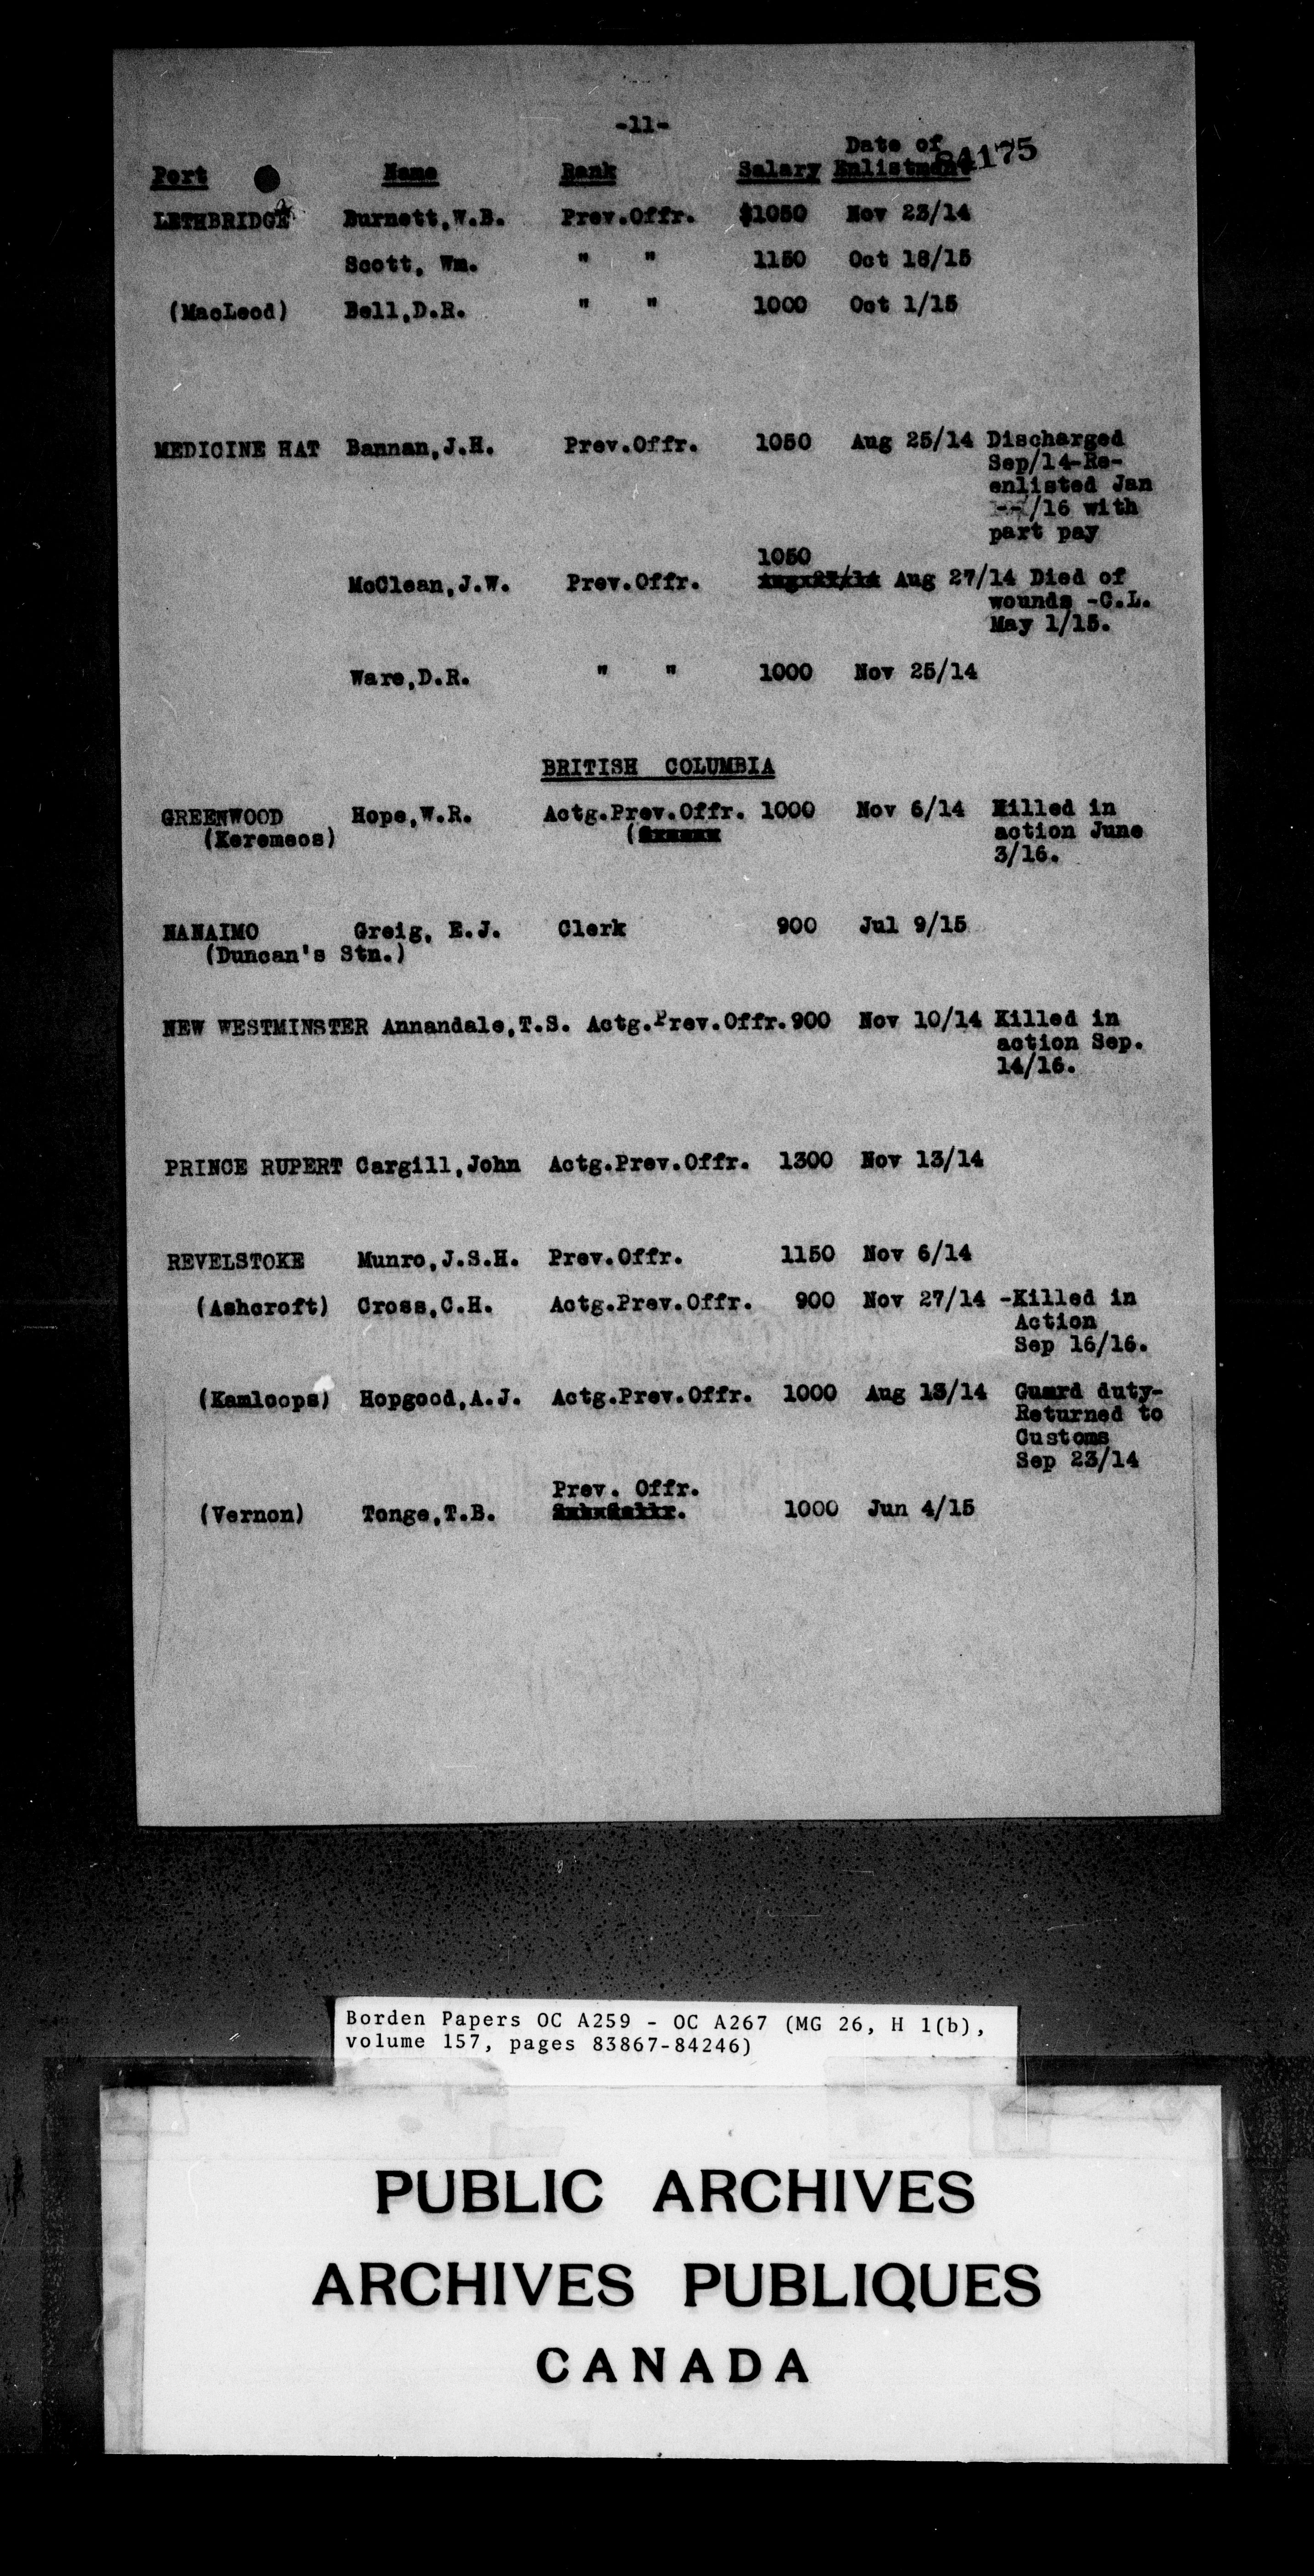 -11-
84175
Date of
Port Name Rank Salary Enlistment
LETHBRIDGE Burnett,W.B. Prev.Offr. $1050 Nov 23/14
Scott, Wm. " " 1150 Oct 18/15
(MacLeod) Bell,D.R. " " 1000 Oct 1/15
MEDICINE HAT Bannan,J.H. Prev.Offr. 1050 Aug 25/14 Discharged
Sep/14-Re-
enlisted Jan
--/16 with
part pay
1050
McClean,J.W. Prev.Offr. Aug 27/14 Died of
wounds -C.L.
May 1/15.
Ware,D.R. " " 1000 Nov 25/14
BRITISH COLUMBIA
GREENWOOD Hope,W.R. Actg.Prev.Offr. 1000 Nov 6/14 Killed in
(Keremeos) ( action June
3/16.
NANAIMO Greig, E.J. Clerk 900 Jul 9/15
(Duncan's Stn.)
NEW WESTMINSTER Annandale,T.S. Actg.Prev.Offr.900 Nov 10/14 Killed in
action Sep.
14/16.
PRINCE RUPERT Cargill,John Actg.Prev.Offr. 1300 Nov 13/14
REVELSTOKE Munro,J.S.H. Prev.Offr. 1150 Nov 6/14
(Ashcroft) Cross,C.H. Actg.Prev.Offr. 900 Nov 27/14 -Killed in
Action
Sep 16/16.
(Kamloops) Hopgood,A.J. Actg.Prev.Offr. 1000 Aug 13/14 Guard duty-
Returned to
Customs
Sep 23/14
Prev. Offr.
(Vernon) Tonge,T.B. 1000 Jun 4/15
Borden Papers OC A259 - OC A267 (MG 26, H 1(b),
volume 157, pages 83867-84246)
PUBLIC ARCHIVES
ARCHIVES PUBLIQUES
CANADA